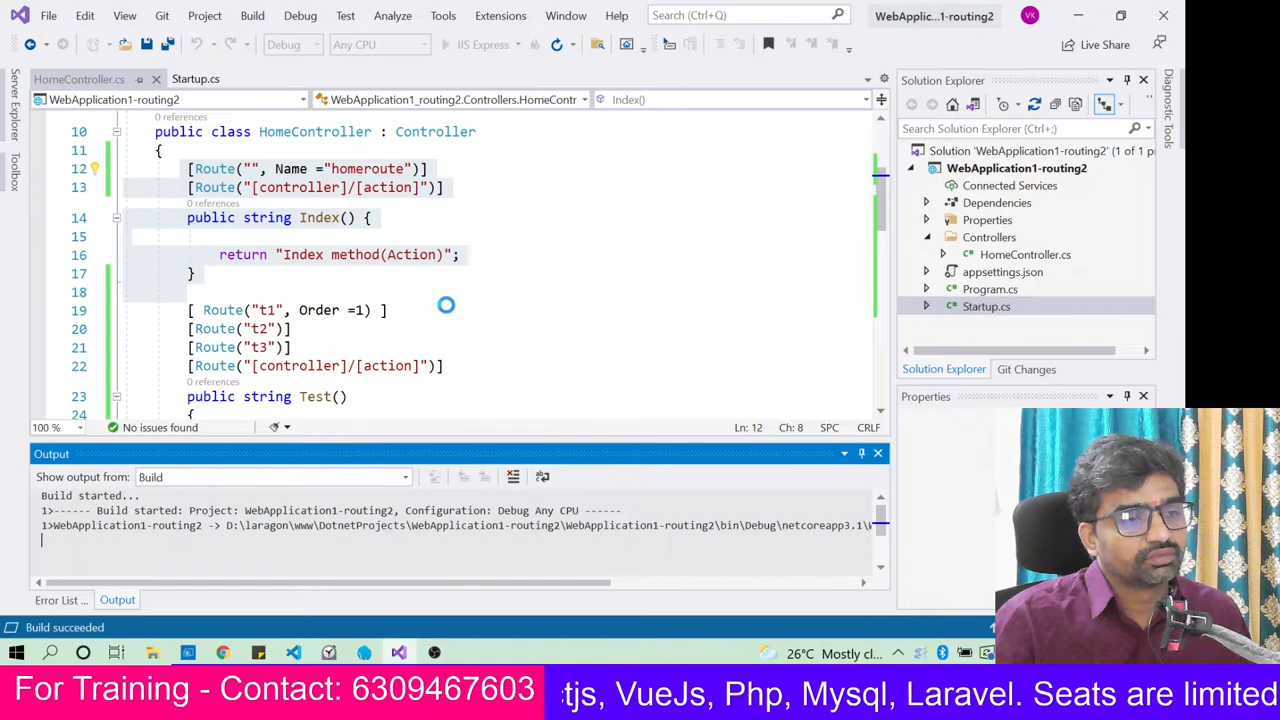 File Edit View Git Project Build Debug Test Analyze Tools Extensions Window Help Search (Ctrl+Q) WebApplic...1-routing2 VK
Debug Any CPU IIS Express Live Share
Server Explorer
Toolbox
HomeController.cs Startup.cs
WebApplication1-routing2 WebApplication1_routing2.Controllers.HomeContr Index()
0 references
10 public class HomeController : Controller
11 {
12 [Route("", Name ="homeroute")]
13 [Route("[controller]/[action]")]
0 references
14 public string Index() {
15
16 return "Index method(Action)";
17 }
18
19 [ Route("t1", Order =1) ]
20 [Route("t2")]
21 [Route("t3")]
22 [Route("[controller]/[action]")]
0 references
23 public string Test()
24 {
100 % No issues found Ln: 12 Ch: 8 SPC CRLF
Output
Show output from: Build
Build started...
1>------ Build started: Project: WebApplication1-routing2, Configuration: Debug Any CPU ------
1>WebApplication1-routing2 -> D:\laragon\www\DotnetProjects\WebApplication1-routing2\WebApplication1-routing2\bin\Debug\netcoreapp3.1\
Error List ... Output
Build succeeded
Solution Explorer
Search Solution Explorer (Ctrl+;)
Solution 'WebApplication1-routing2' (1 of 1 p
WebApplication1-routing2
Connected Services
Dependencies
Properties
Controllers
HomeController.cs
appsettings.json
Program.cs
Startup.cs
Solution Explorer Git Changes
Properties
Diagnostic Tools
26°C Mostly cl...
For Training - Contact: 6309467603
tjs, VueJs, Php, Mysql, Laravel. Seats are limited